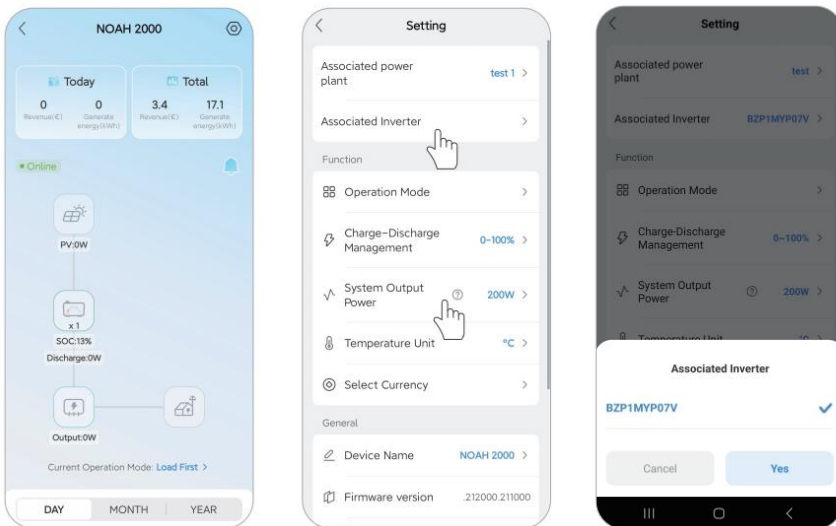 NOAH 2000
Today
0
0
Revenue(€)
Generate
energy(kWh)
Total
3.4
17.1
Revenue(€)
Generate
energy(kWh)
Online
PV:0W
x 1
SOC:13%
Discharge:0W
Output:0W
Current Operation Mode: Load First >
DAY
MONTH
YEAR
Setting
Associated power
plant
test 1 >
Associated Inverter >
Function
Operation Mode >
Charge-Discharge
Management
0~100% >
System Output
Power
? 200W >
Temperature Unit °C >
Select Currency >
General
Device Name NOAH 2000 >
Firmware version .212000.211000
Setting
Associated power
plant
test >
Associated Inverter BZP1MYP07V >
Function
Operation Mode >
Charge-Discharge
Management
0~100% >
System Output
Power
? 200W >
Temperature Unit °C >
Associated Inverter
BZP1MYP07V
Cancel
Yes